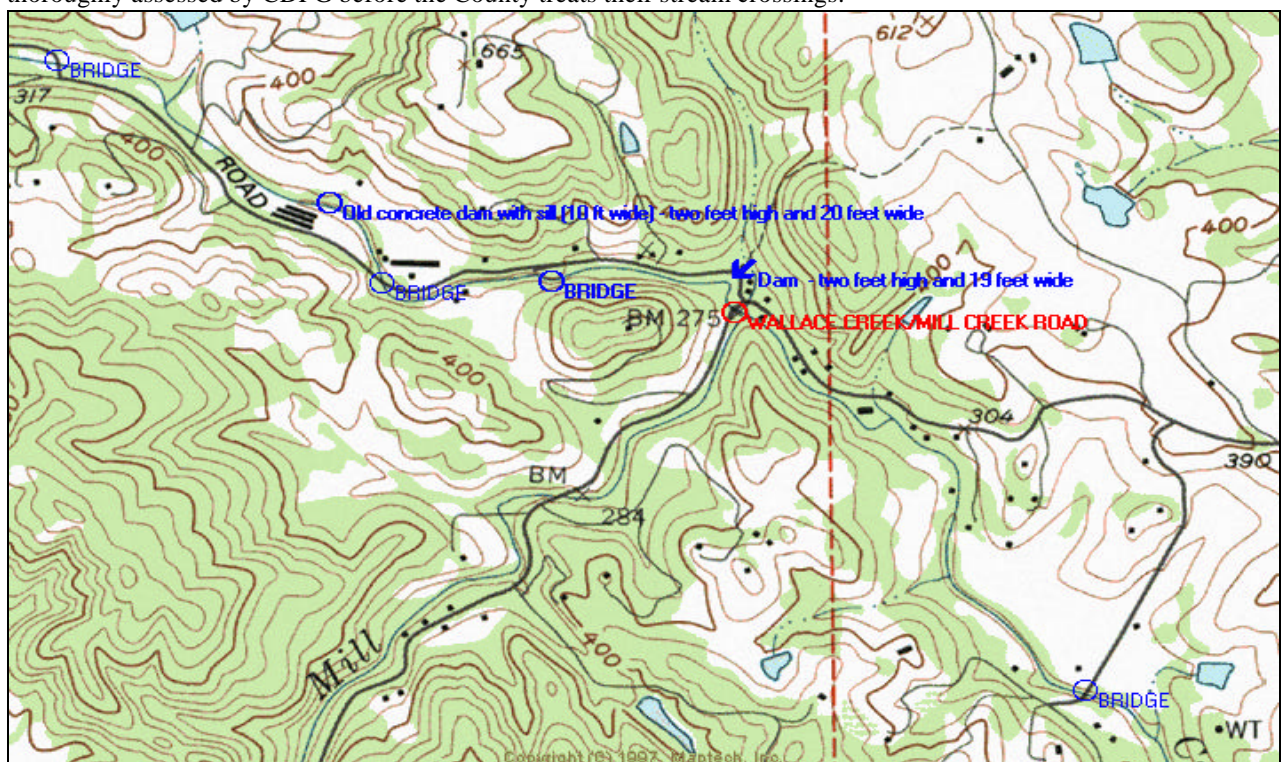 thoroughly assessed by CDFG before the County treats their stream crossings.
BRIDGE
665
612
400
317
400
ROAD
Old concrete dam with sill (10 ft wide) - two feet high and 20 feet wide
400
BRIDGE
BRIDGE
Dam - two feet high and 19 feet wide
400
BM 275
WALLACE CREEK/MILL CREEK ROAD
400
304
390
BM
284
400
Mill
BRIDGE
WT
C
Copyright (C) 1997, Maptech, Inc.